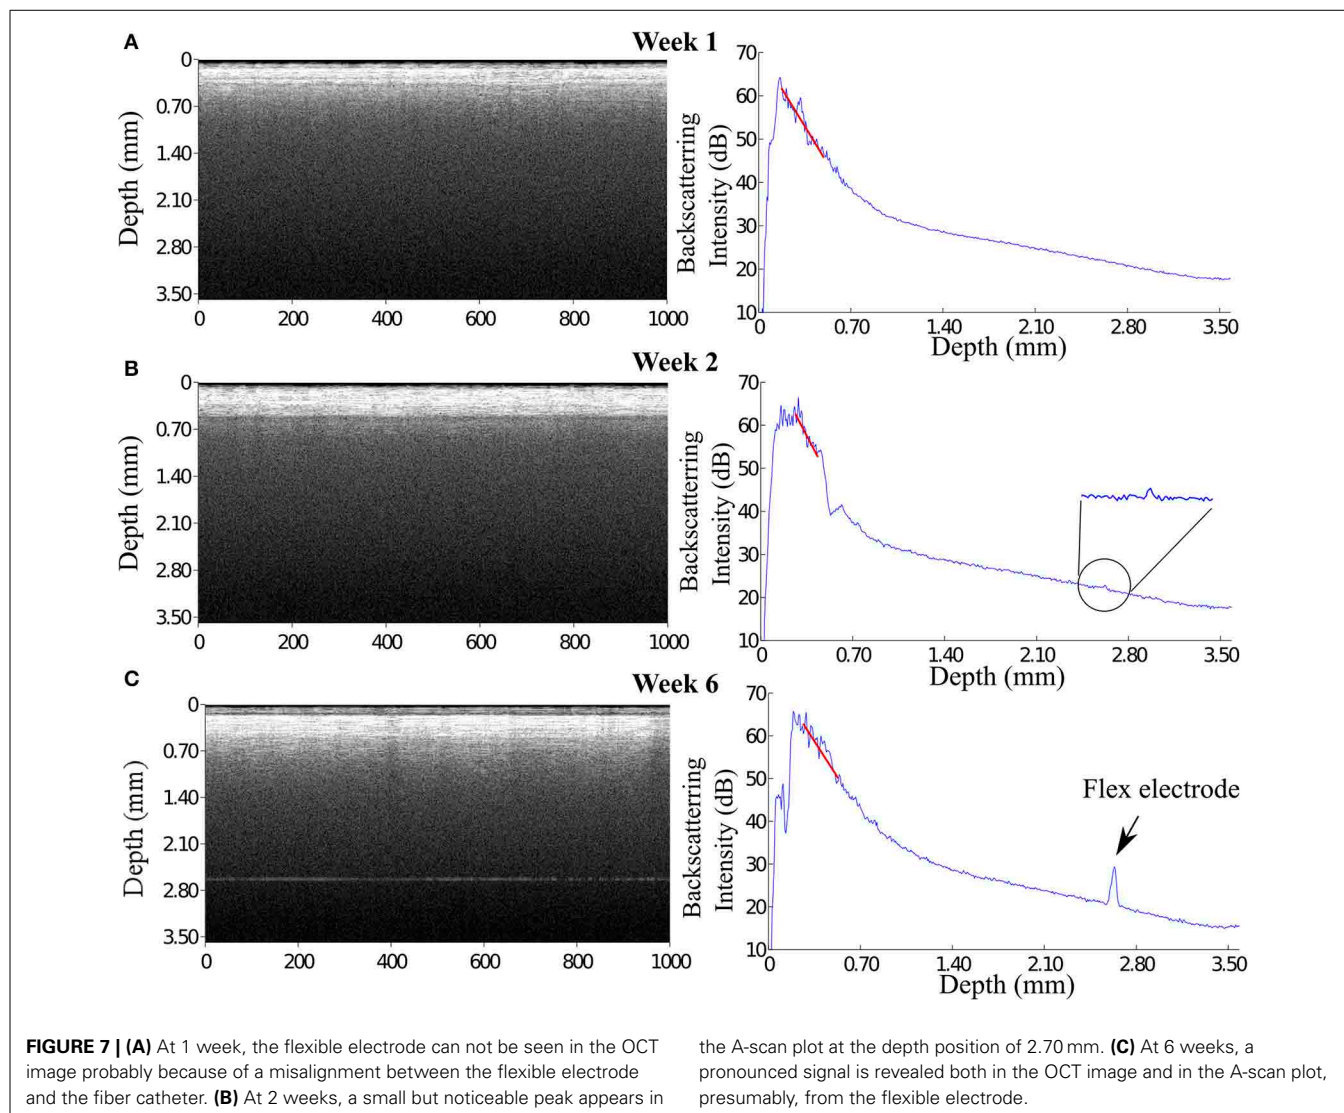 A
Week 1
Depth (mm)
0
0.70
1.40
2.10
2.80
3.50
0 200 400 600 800 1000
Backscatterring
Intensity (dB)
70
60
50
40
30
20
10
0 0.70 1.40 2.10 2.80 3.50
Depth (mm)
B
Week 2
Depth (mm)
0
0.70
1.40
2.10
2.80
3.50
0 200 400 600 800 1000
Backscatterring
Intensity (dB)
70
60
50
40
30
20
10
0 0.70 1.40 2.10 2.80 3.50
Depth (mm)
C
Week 6
Depth (mm)
0
0.70
1.40
2.10
2.80
3.50
0 200 400 600 800 1000
Backscatterring
Intensity (dB)
70
60
50
40
30
20
10
Flex electrode
0 0.70 1.40 2.10 2.80 3.50
Depth (mm)
FIGURE 7 | (A) At 1 week, the flexible electrode can not be seen in the OCT
image probably because of a misalignment between the flexible electrode
and the fiber catheter. (B) At 2 weeks, a small but noticeable peak appears in
the A-scan plot at the depth position of 2.70 mm. (C) At 6 weeks, a
pronounced signal is revealed both in the OCT image and in the A-scan plot,
presumably, from the flexible electrode.